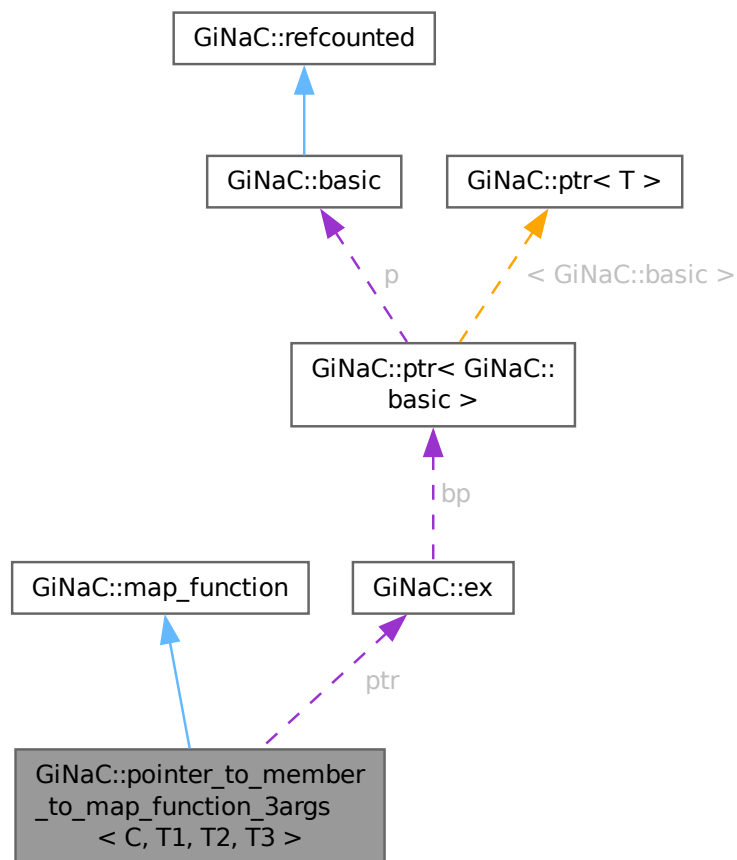 GiNaC::refcounted
GiNaC::basic
GiNaC::ptr< T >
p
< GiNaC::basic >
GiNaC::ptr< GiNaC::
basic >
bp
GiNaC::map_function
GiNaC::ex
ptr
GiNaC::pointer_to_member
_to_map_function_3args
< C, T1, T2, T3 >